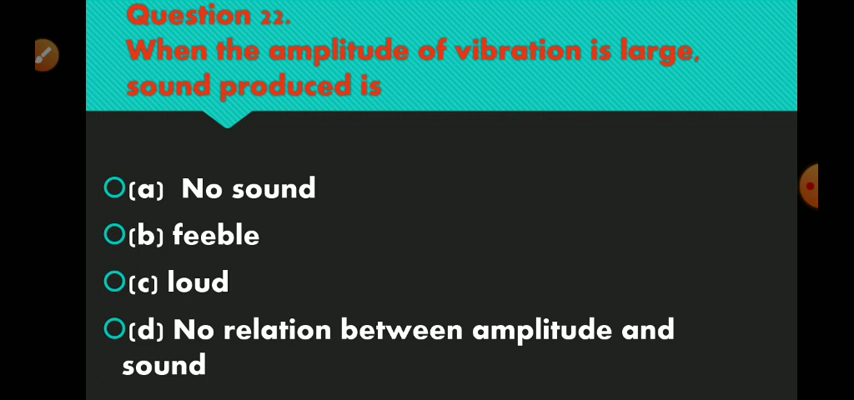 Question 22.
When the amplitude of vibration is large,
sound produced is
(a) No sound
(b) feeble
(c) loud
(d) No relation between amplitude and
sound